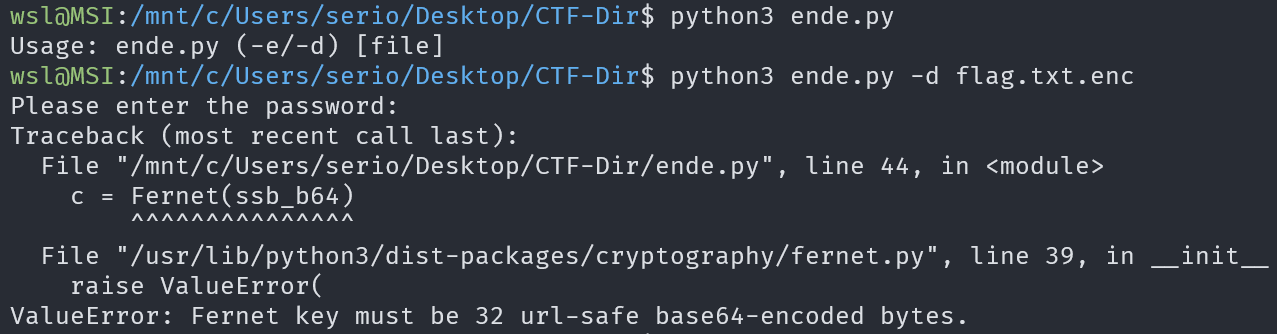 wsl@MSI:/mnt/c/Users/serio/Desktop/CTF-Dir$ python3 ende.py
Usage: ende.py (-e/-d) [file]
wsl@MSI:/mnt/c/Users/serio/Desktop/CTF-Dir$ python3 ende.py -d flag.txt.enc
Please enter the password:
Traceback (most recent call last):
  File "/mnt/c/Users/serio/Desktop/CTF-Dir/ende.py", line 44, in <module>
    c = Fernet(ssb_b64)
        ^^^^^^^^^^^^^^^
  File "/usr/lib/python3/dist-packages/cryptography/fernet.py", line 39, in __init__
    raise ValueError(
ValueError: Fernet key must be 32 url-safe base64-encoded bytes.